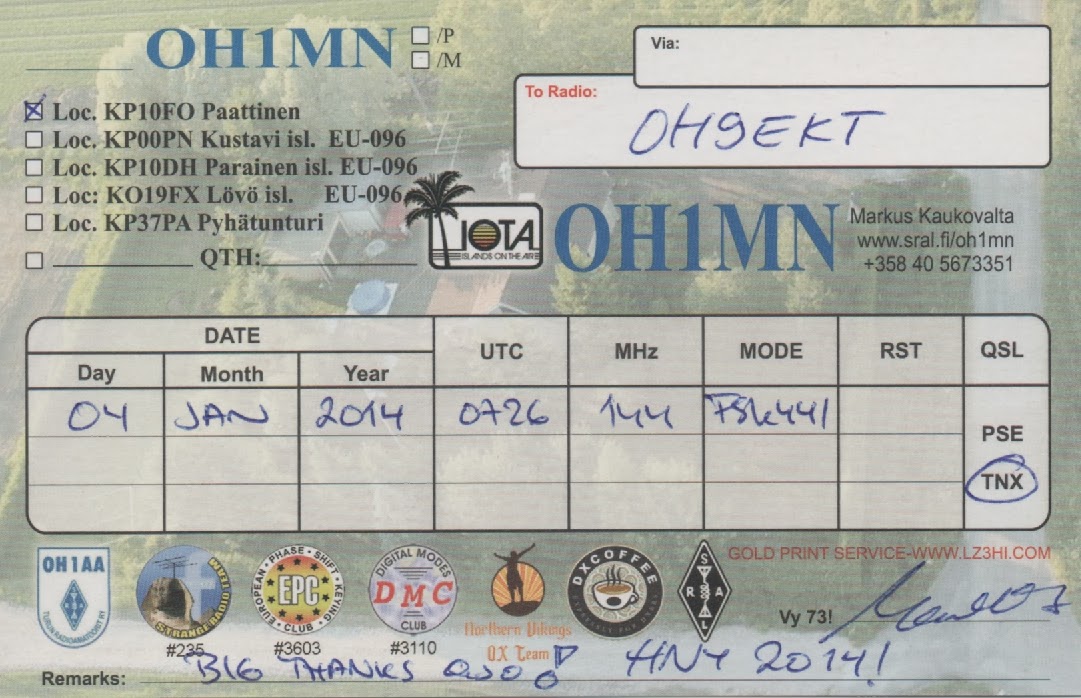 OH1MN /P
/M
Via:
To Radio:
OH9EKT
Loc. KP10FO Paattinen
Loc. KP00PN Kustavi isl. EU-096
Loc. KP10DH Parainen isl. EU-096
Loc: KO19FX Lövö isl. EU-096
Loc. KP37PA Pyhätunturi
QTH:
IOTA
ISLANDS ON THE AIR
OH1MN
Markus Kaukovalta
www.sral.fi/oh1mn
+358 40 5673351
DATE UTC MHz MODE RST QSL
Day Month Year
04 JAN 2014 0726 144 FSK441
PSE
TNX
GOLD PRINT SERVICE-WWW.LZ3HI.COM
OH1AA
STRANGE RADIO TEAM
#235
EUROPEAN • PHASE • SHIFT • KEYING • CLUB
EPC
#3603
DIGITAL MODES
DMC
CLUB
#3110
Northern Vikings
DX Team
DXCOFFEE
SRAL
Vy 73!
Remarks: BIG THANKS QSO! HNY 2014!